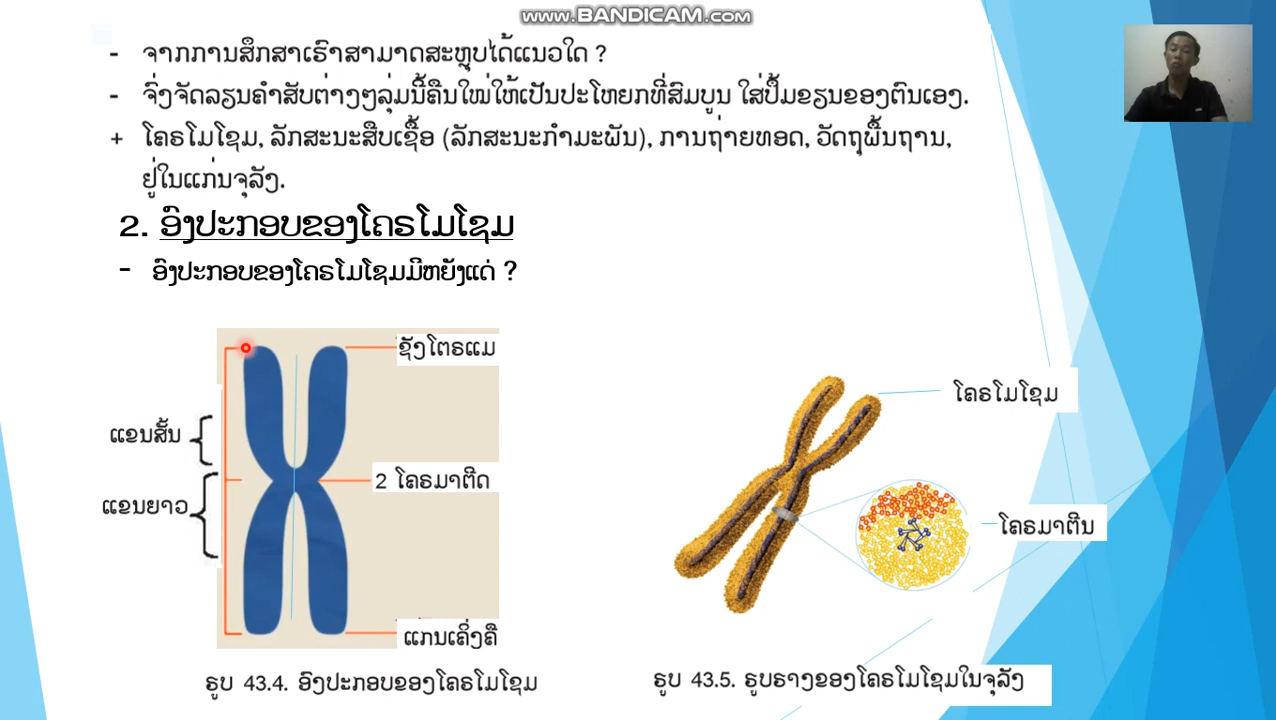 www.BANDICAM.com
- ຈາກການສຶກສາເຮົາສາມາດສະຫຼຸບໄດ້ແນວໃດ ?
- ຈົ່ງຈັດລຽນຄໍາສັບຕ່າງໆລຸ່ມນີ້ຄືນໃໝ່ໃຫ້ເປັນປະໂຫຍກທີ່ສົມບູນ ໃສ່ປຶ້ມຂຽນຂອງຕົນເອງ.
+ ໂຄຣໂມໂຊມ, ລັກສະນະສືບເຊື້ອ (ລັກສະນະກໍາມະພັນ), ການຖ່າຍທອດ, ວັດຖຸພື້ນຖານ,
ຢູ່ໃນແກ່ນຈຸລັງ.
2. ອົງປະກອບຂອງໂຄຣໂມໂຊມ
- ອົງປະກອບຂອງໂຄຣໂມໂຊມມີຫຍັງແດ່ ?
ຊັງໂຕຣແມ
ແຂນສັ້ນ
2 ໂຄຣມາຕິດ
ແຂນຍາວ
ແກນເຄິ່ງຄື
ຮູບ 43.4. ອົງປະກອບຂອງໂຄຣໂມໂຊມ
ໂຄຣໂມໂຊມ
ໂຄຣມາຕີນ
ຮູບ 43.5. ຮູບຮາງຂອງໂຄຣໂມໂຊມໃນຈຸລັງ